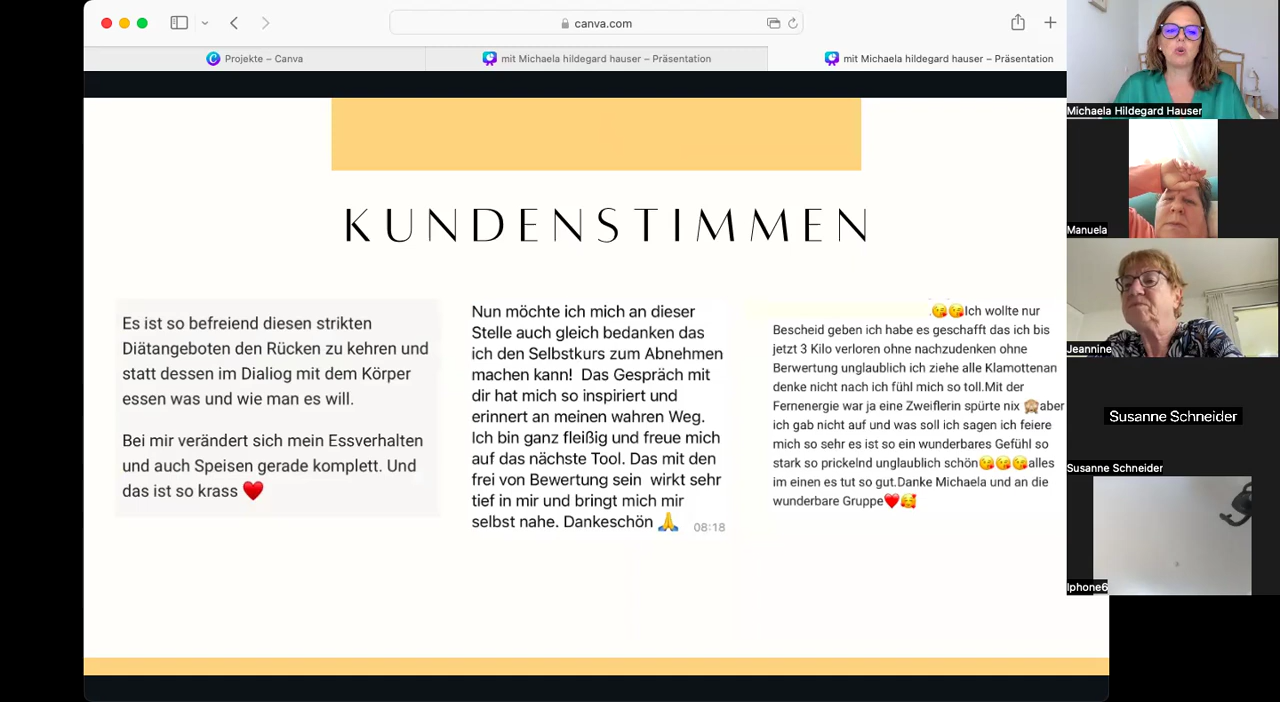 canva.com
Projekte – Canva
mit Michaela hildegard hauser – Präsentation
mit Michaela hildegard hauser – Präsentation
KUNDENSTIMMEN
Es ist so befreiend diesen strikten
Diätangeboten den Rücken zu kehren und
statt dessen im Dialiog mit dem Körper
essen was und wie man es will.
Bei mir verändert sich mein Essverhalten
und auch Speisen gerade komplett. Und
das ist so krass ❤️
Nun möchte ich mich an dieser
Stelle auch gleich bedanken das
ich den Selbstkurs zum Abnehmen
machen kann! Das Gespräch mit
dir hat mich so inspiriert und
erinnert an meinen wahren Weg.
Ich bin ganz fleißig und freue mich
auf das nächste Tool. Das mit den
frei von Bewertung sein wirkt sehr
tief in mir und bringt mich mir
selbst nahe. Dankeschön 🙏 08:18
😘😘Ich wollte nur
Bescheid geben ich habe es geschafft das ich bis
jetzt 3 Kilo verloren ohne nachzudenken ohne
Berwertung unglaublich ich ziehe alle Klamottenan
denke nicht nach ich fühl mich so toll.Mit der
Fernenergie war ja eine Zweiflerin spürte nix 🙈aber
ich gab nicht auf und was soll ich sagen ich feiere
mich so sehr es ist so ein wunderbares Gefühl so
stark so prickelnd unglaublich schön😘😘😘alles
im einen es tut so gut.Danke Michaela und an die
wunderbare Gruppe❤️🥰
Michaela Hildegard Hauser
Manuela
Jeannine
Susanne Schneider
Susanne Schneider
Iphone6